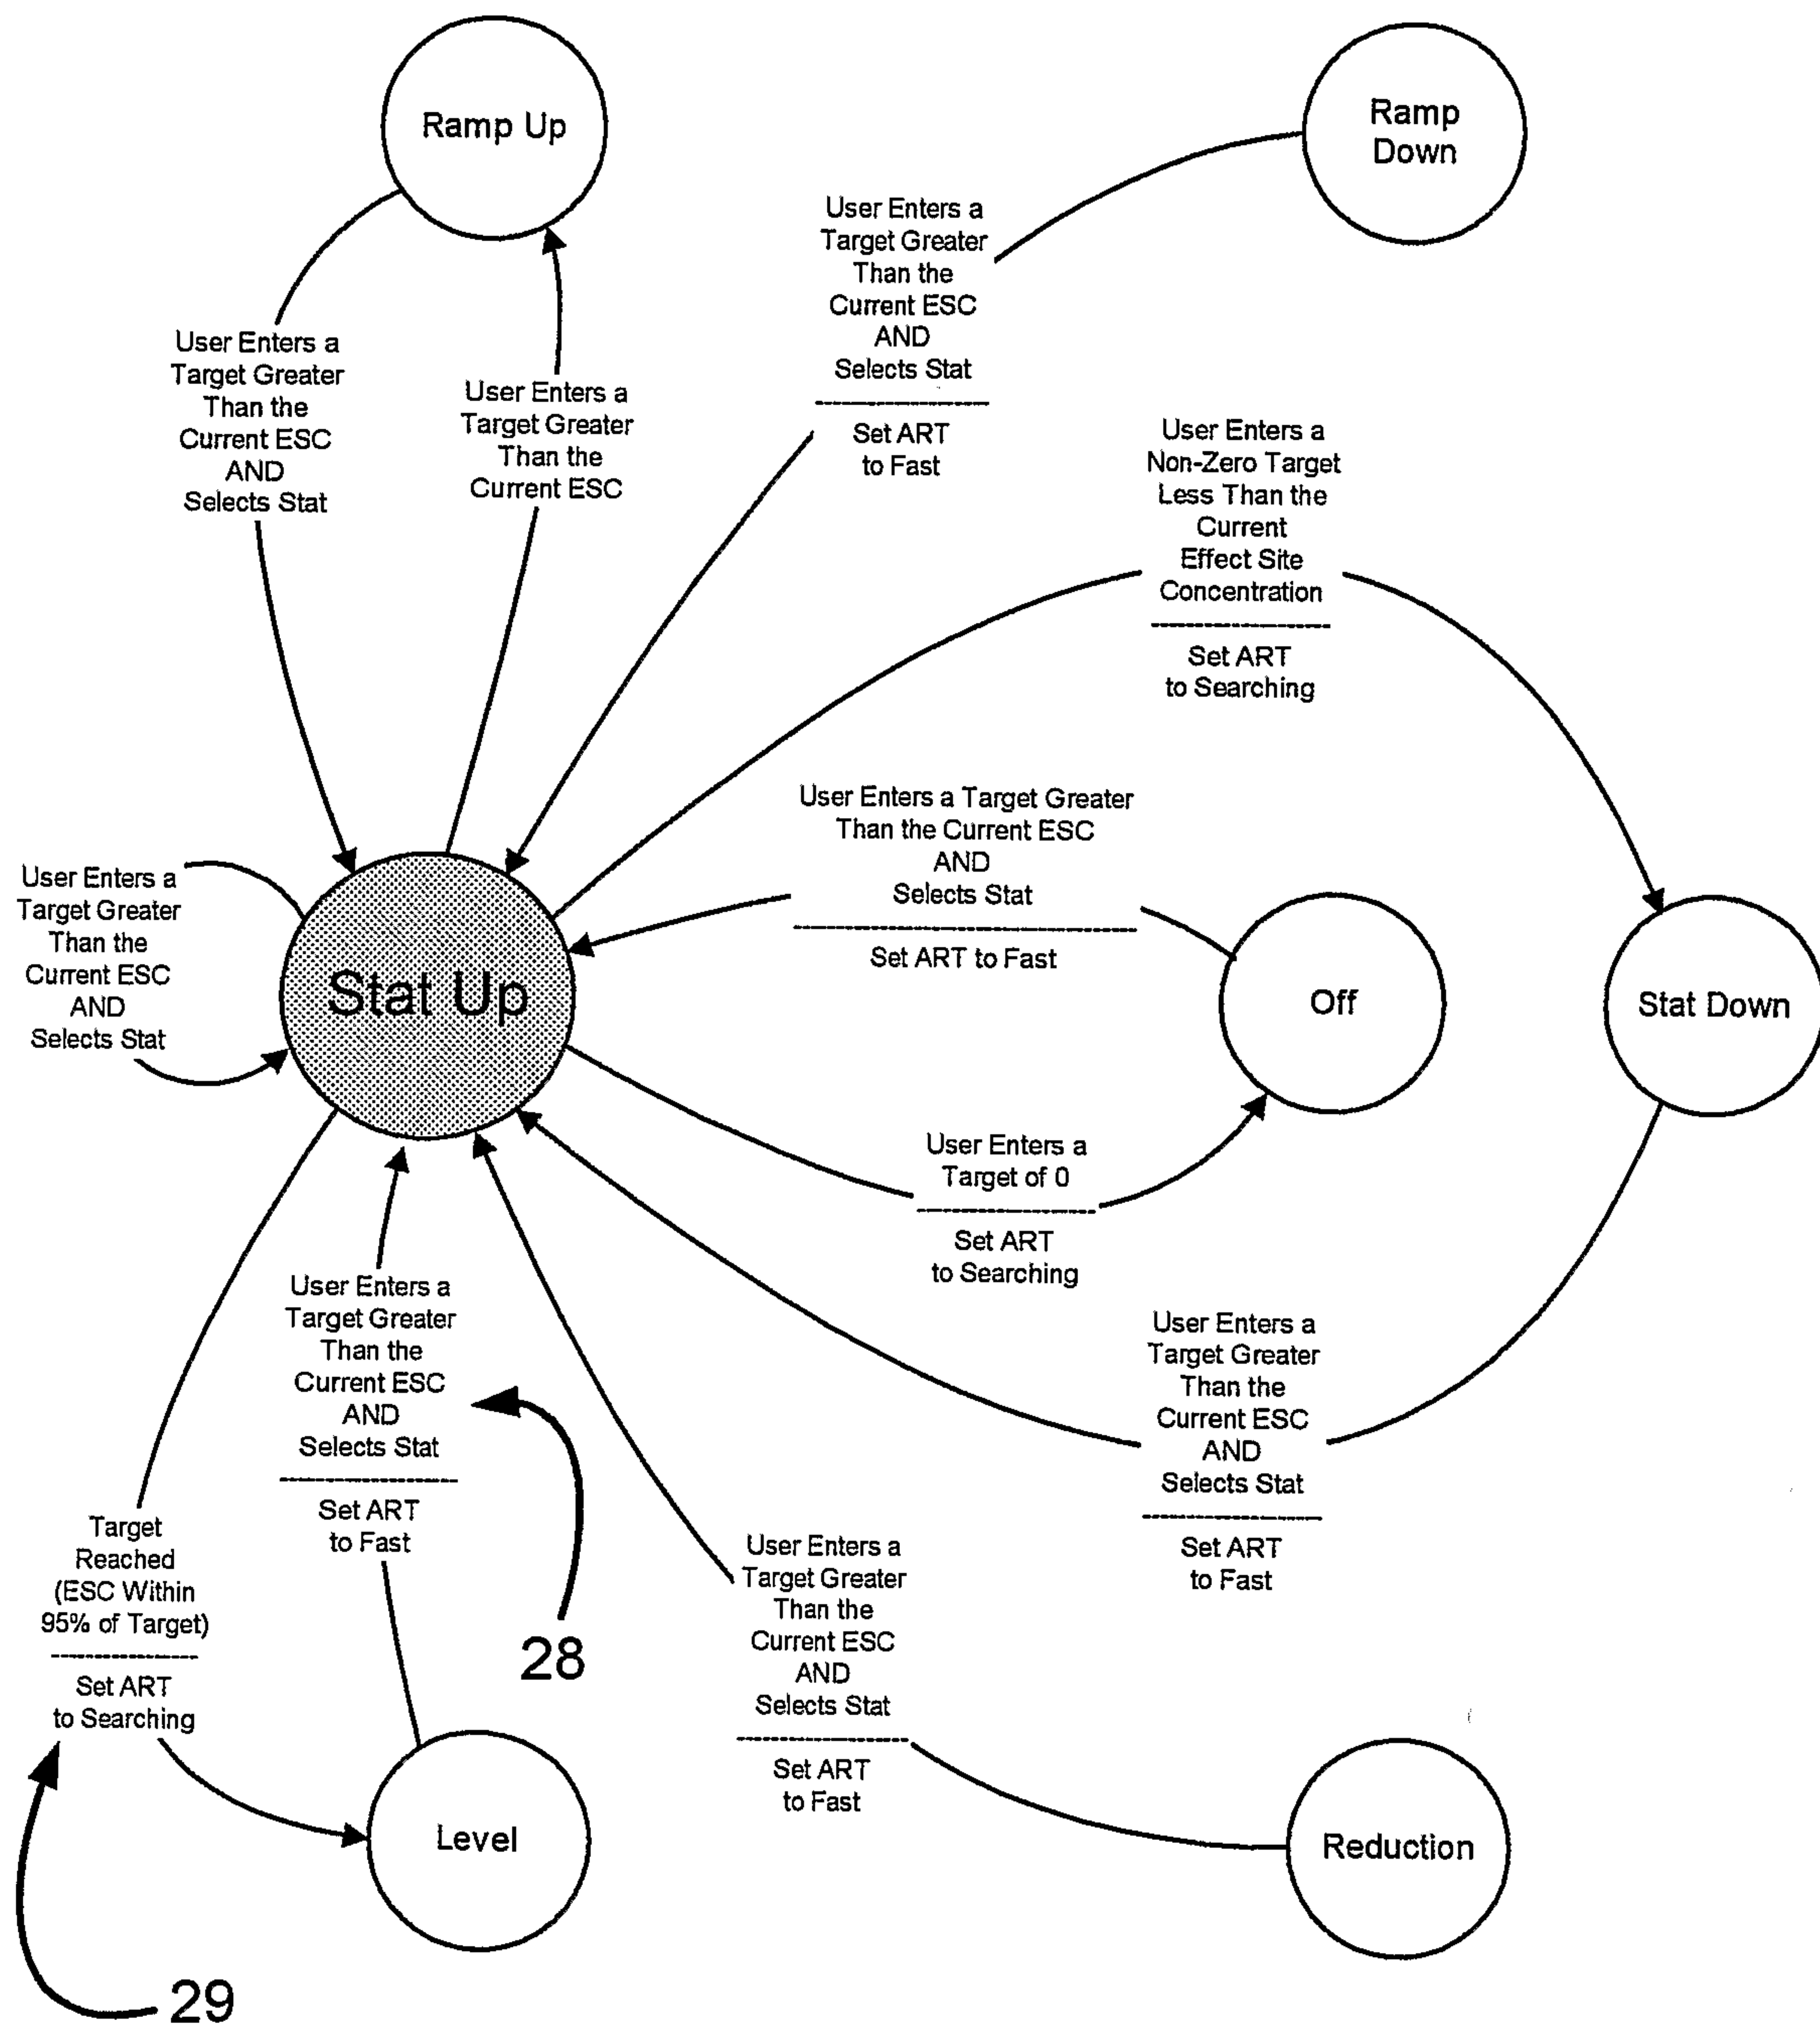 Ramp Up
Ramp
Down
User Enters a
Target Greater
Than the
Current ESC
AND
Selects Stat
Set ART
to Fast
User Enters a
Target Greater
Than the
Current ESC
AND
Selects Stat
User Enters a
Target Greater
Than the
Current ESC
User Enters a
Non-Zero Target
Less Than the
Current
Effect Site
Concentration
Set ART
to Searching
User Enters a Target Greater
Than the Current ESC
AND
Selects Stat
Set ART to Fast
User Enters a
Target Greater
Than the
Current ESC
AND
Selects Stat
Stat Up
Off
Stat Down
User Enters a
Target of 0
Set ART
to Searching
User Enters a
Target Greater
Than the
Current ESC
AND
Selects Stat
Set ART
to Fast
User Enters a
Target Greater
Than the
Current ESC
AND
Selects Stat
Set ART
to Fast
Target
Reached
(ESC Within
95% of Target)
Set ART
to Searching
28
User Enters a
Target Greater
Than the
Current ESC
AND
Selects Stat
Set ART
to Fast
Level
Reduction
29